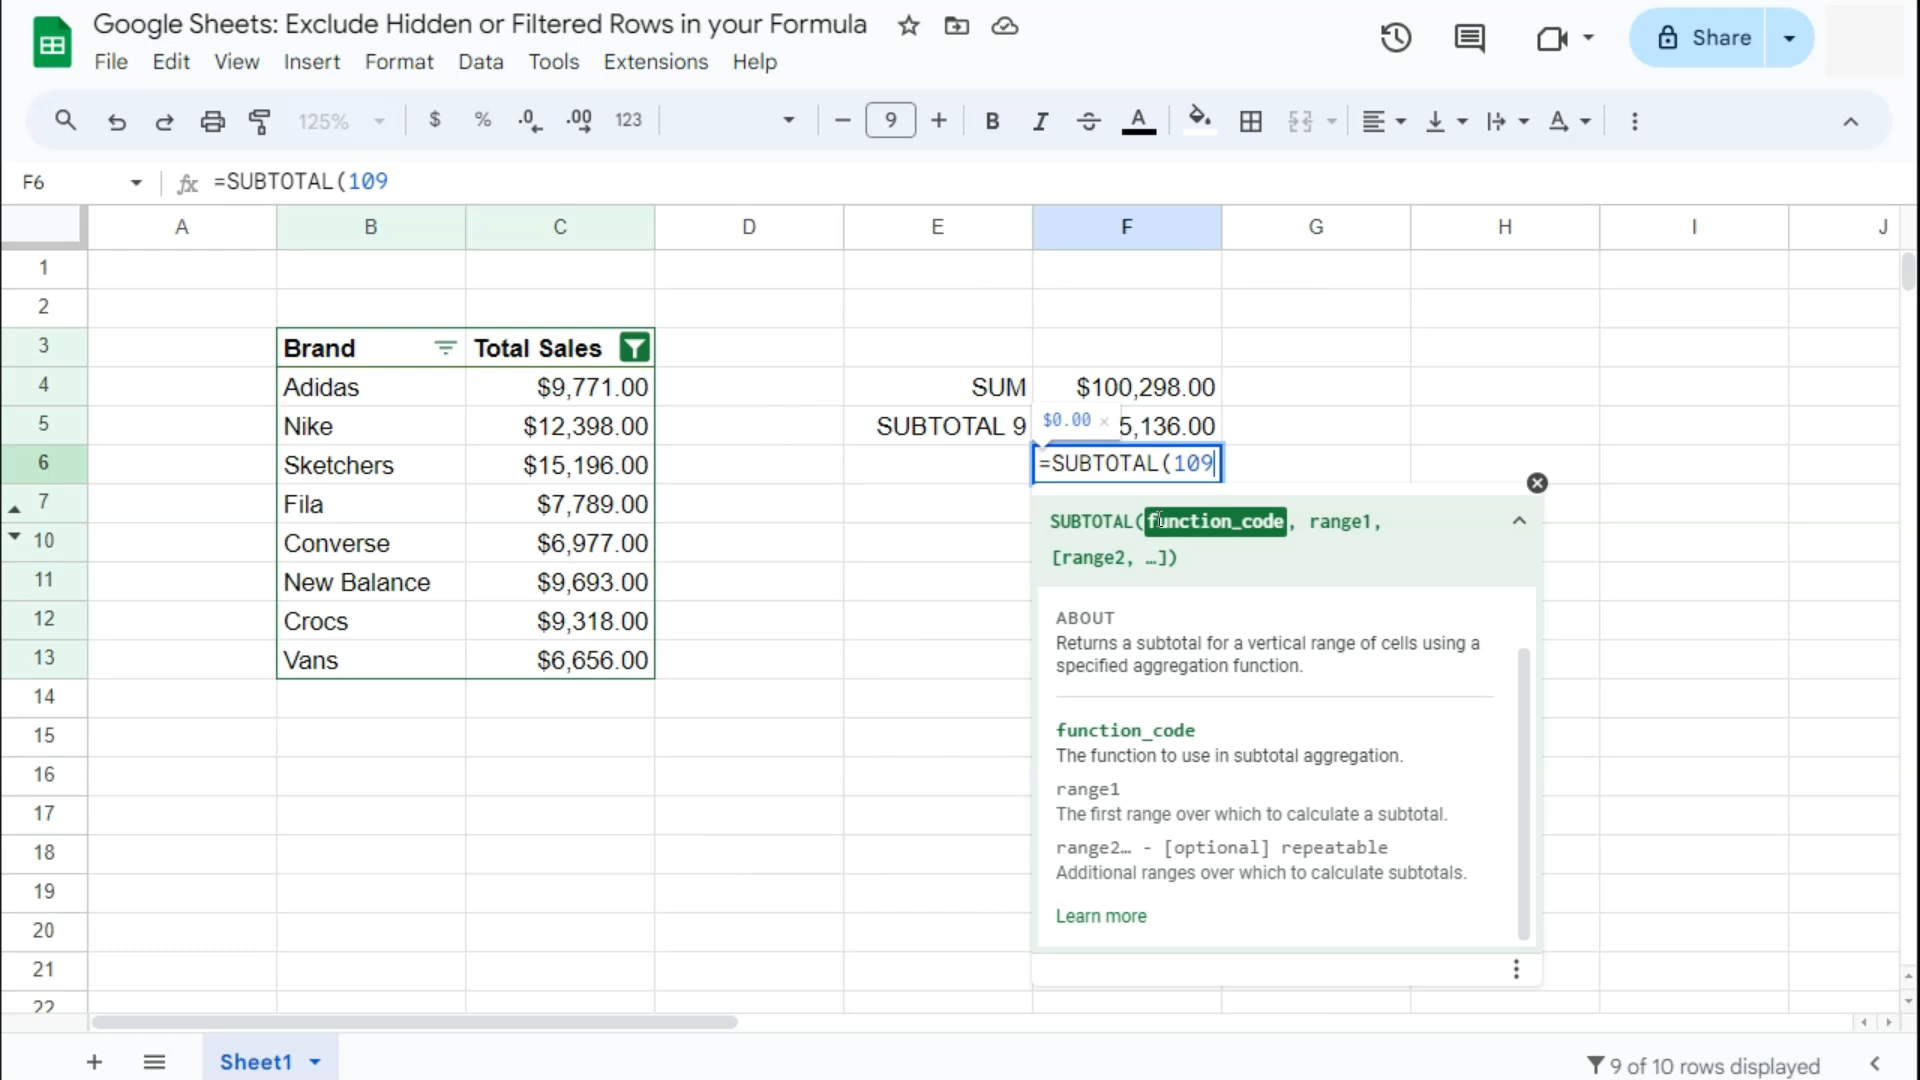 Google Sheets: Exclude Hidden or Filtered Rows in your Formula
File Edit View Insert Format Data Tools Extensions Help
Share
125% $ % .0 .00 123 9 B I A
F6 fx =SUBTOTAL(109
A B C D E F G H I J
1
2
3 Brand Total Sales
4 Adidas $9,771.00 SUM $100,298.00
5 Nike $12,398.00 SUBTOTAL 9 $0.00 × 5,136.00
6 Sketchers $15,196.00 =SUBTOTAL(109
7 Fila $7,789.00
SUBTOTAL(function_code, range1,
10 Converse $6,977.00
[range2, …])
11 New Balance $9,693.00
12 Crocs $9,318.00
ABOUT
Returns a subtotal for a vertical range of cells using a
13 Vans $6,656.00
specified aggregation function.
14
15
function_code
16
The function to use in subtotal aggregation.
range1
17
The first range over which to calculate a subtotal.
18
range2… - [optional] repeatable
Additional ranges over which to calculate subtotals.
19
20
Learn more
21
22
Sheet1
9 of 10 rows displayed